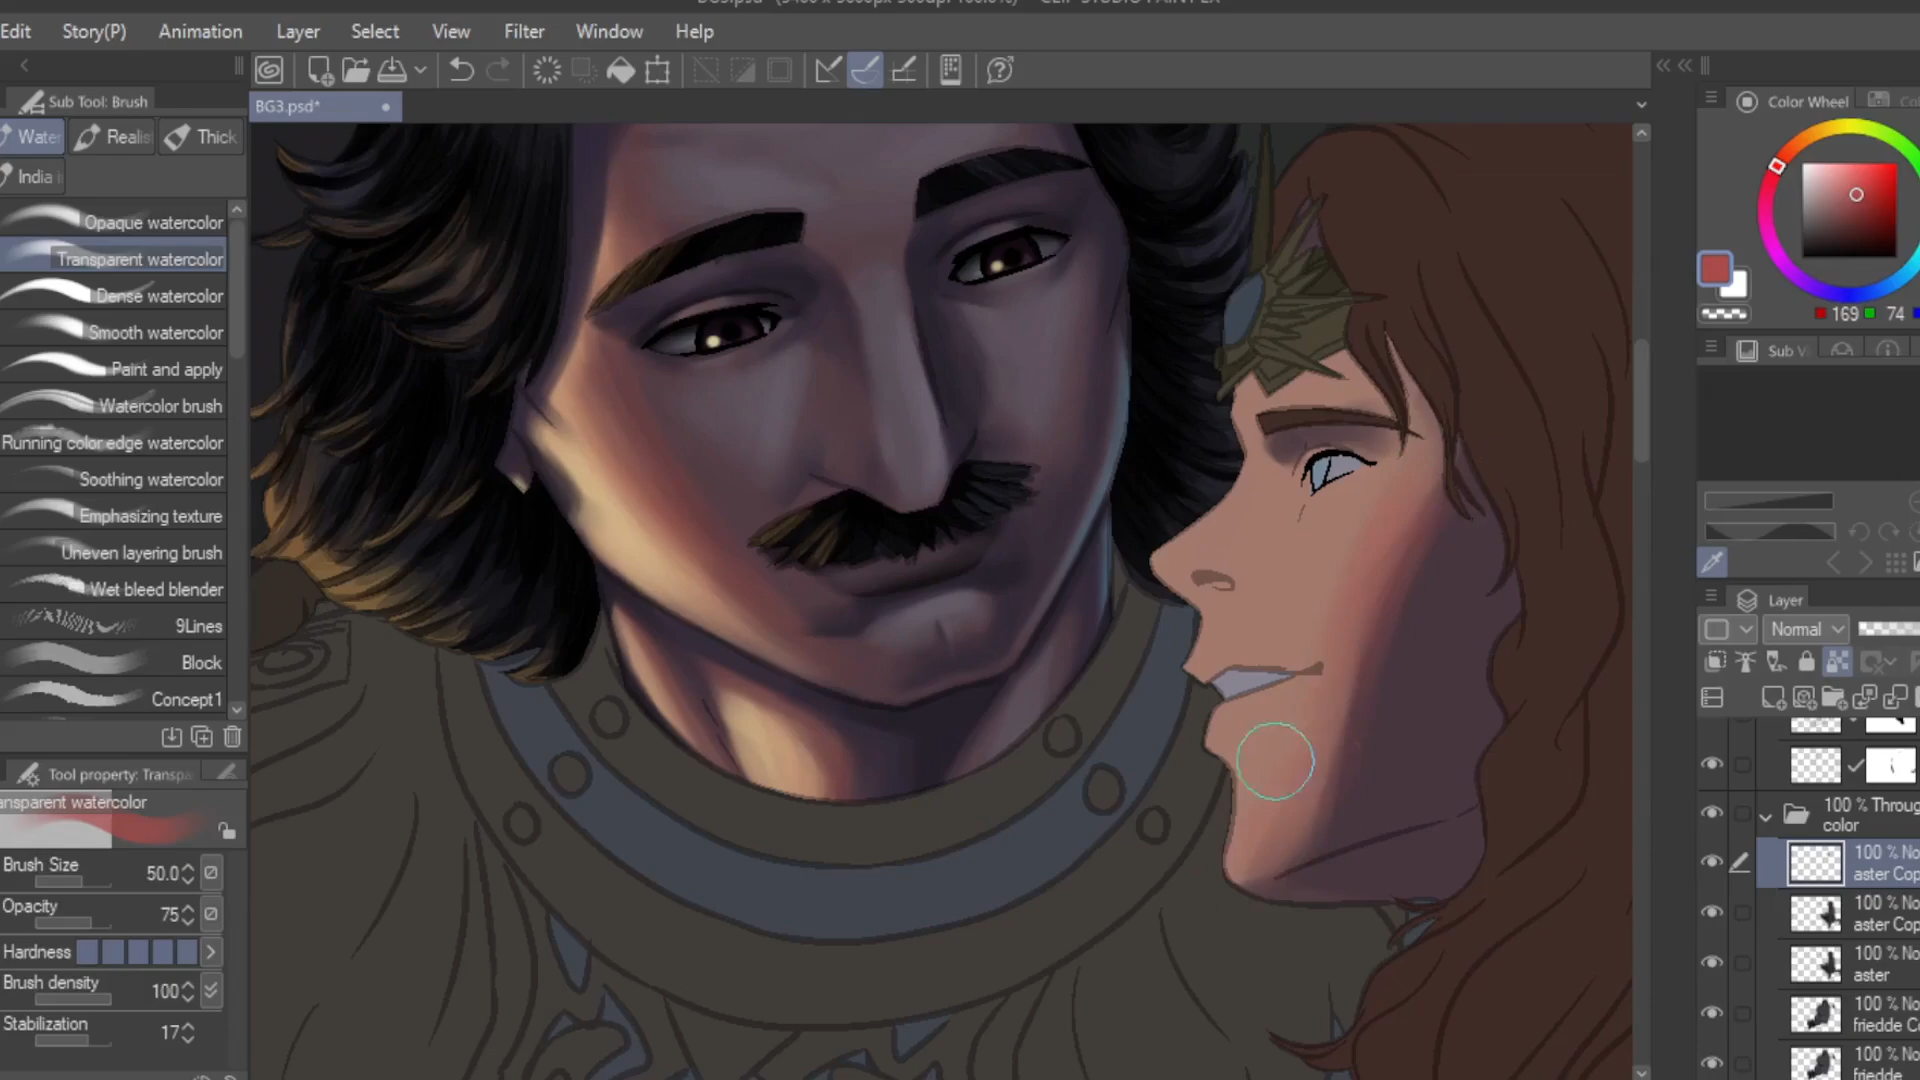 Edit Story(P) Animation Layer Select View Filter Window Help
Sub Tool: Brush
Water Realis Thick
India in
BG3.psd*
Opaque watercolor
Transparent watercolor
Dense watercolor
Smooth watercolor
Paint and apply
Watercolor brush
Running color edge watercolor
Soothing watercolor
Emphasizing texture
Uneven layering brush
Wet bleed blender
9Lines
Block
Concept1
Tool property: Transpa
ansparent watercolor
Brush Size 50.0
Opacity 75
Hardness
Brush density 100
Stabilization 17
Color Wheel Co
169 74
Sub V
Layer
Normal
100 % Throug
color
100 % No
aster Cop
100 % No
aster Cop
100 % No
aster
100 % No
friedde Co
100 % No
friedde